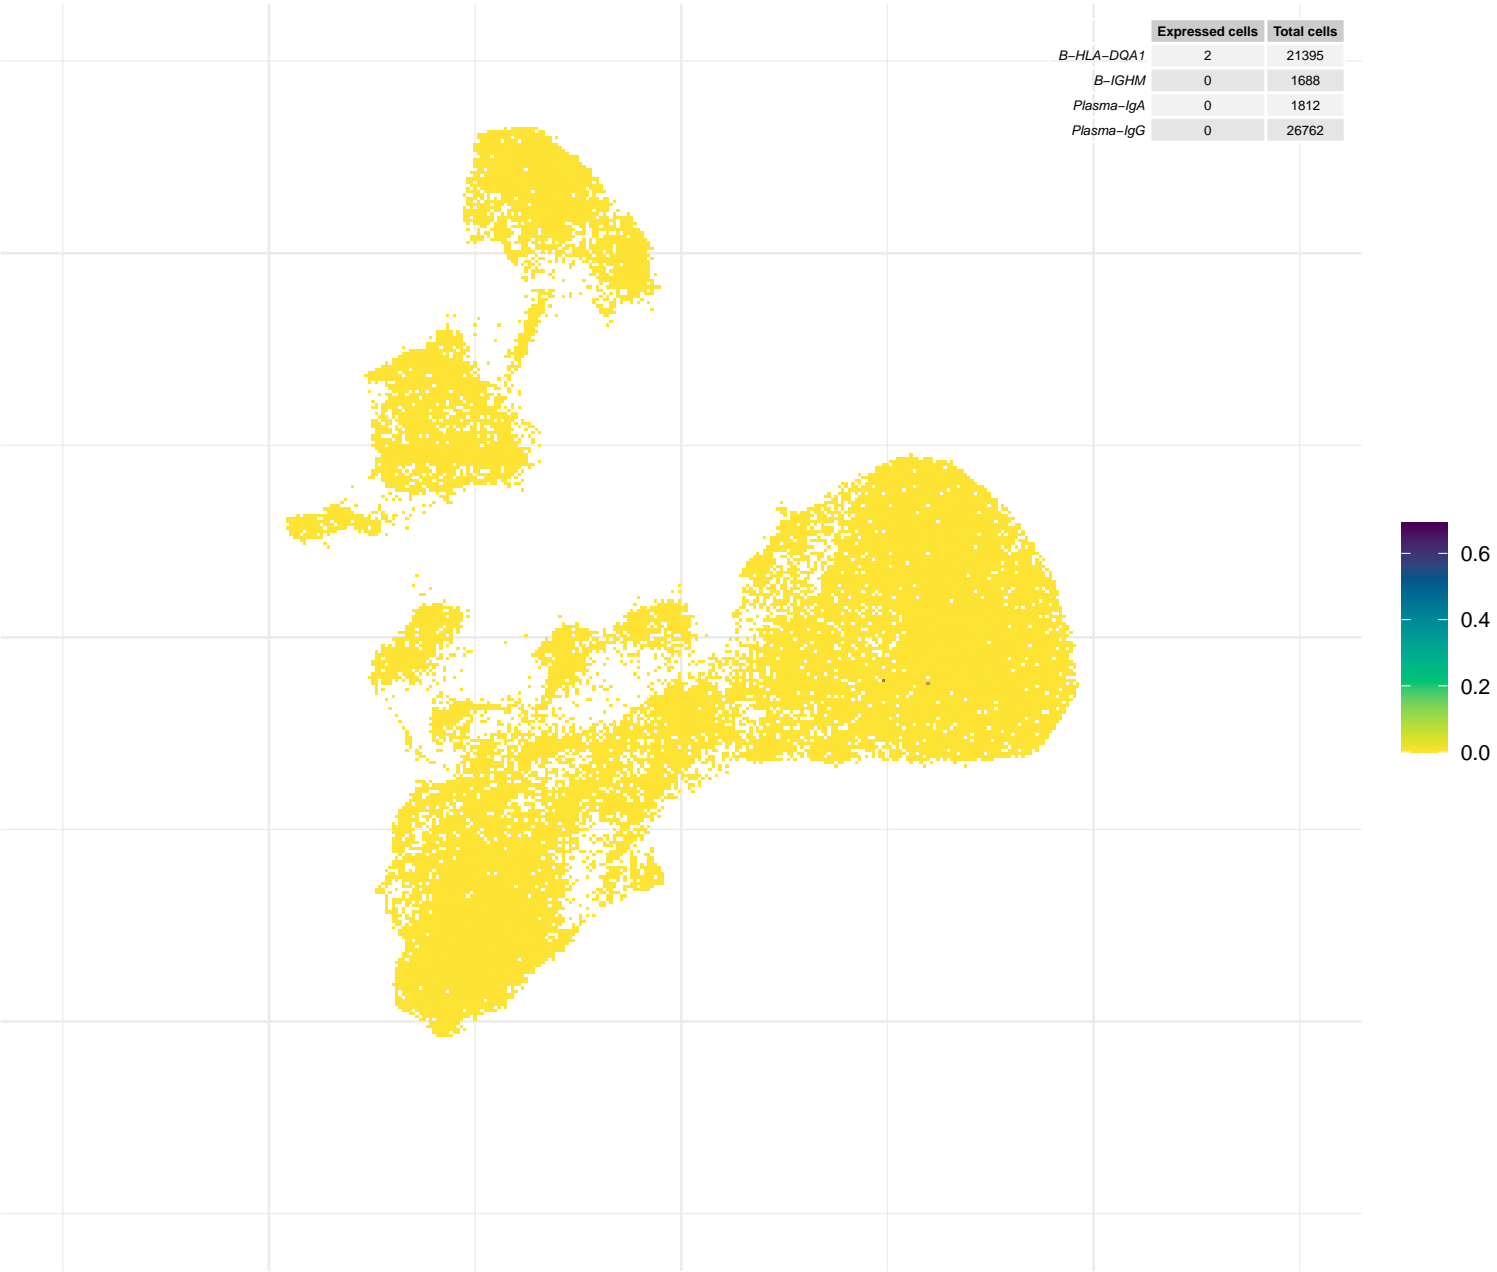 Expressed cells Total cells
B−HLA−DQA1 2 21395
B−IGHM 0 1688
Plasma−IgA 0 1812
Plasma−IgG 0 26762
0.6
0.4
0.2
0.0